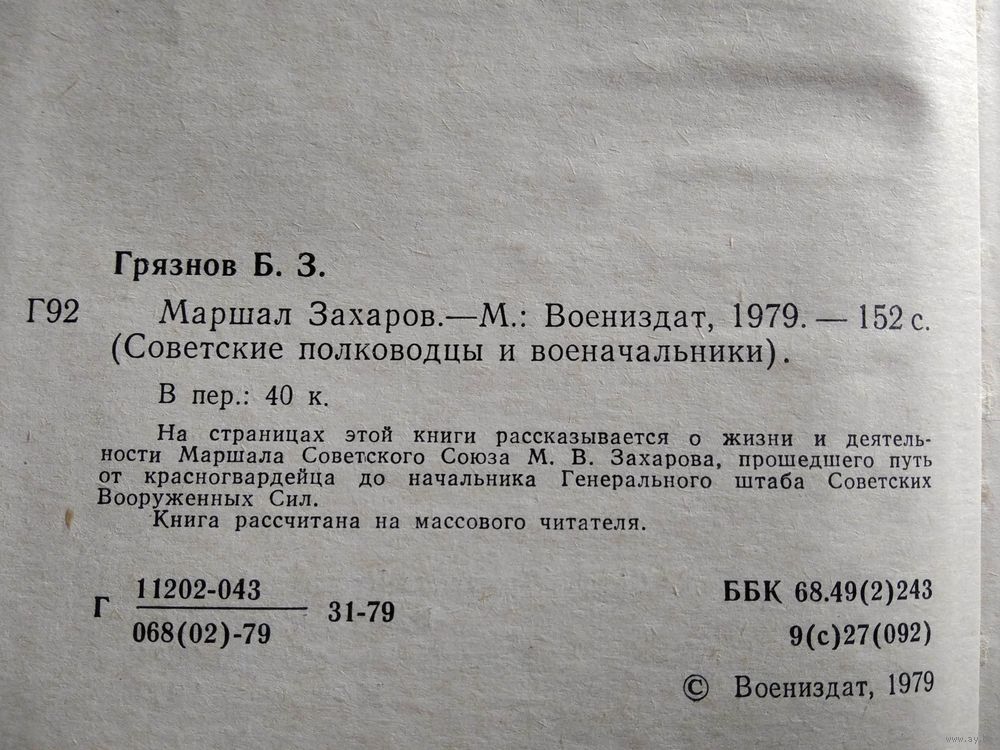 Грязнов Б. З.
Г92 Маршал Захаров.—М.: Воениздат, 1979. — 152 с.
(Советские полководцы и военачальники).
В пер.: 40 к.
На страницах этой книги рассказывается о жизни и деятель-
ности Маршала Советского Союза М. В. Захарова, прошедшего путь
от красногвардейца до начальника Генерального штаба Советских
Вооруженных Сил.
Книга рассчитана на массового читателя.
Г 11202-043
068(02)-79 31-79
ББК 68.49(2)243
9(с)27(092)
© Воениздат, 1979